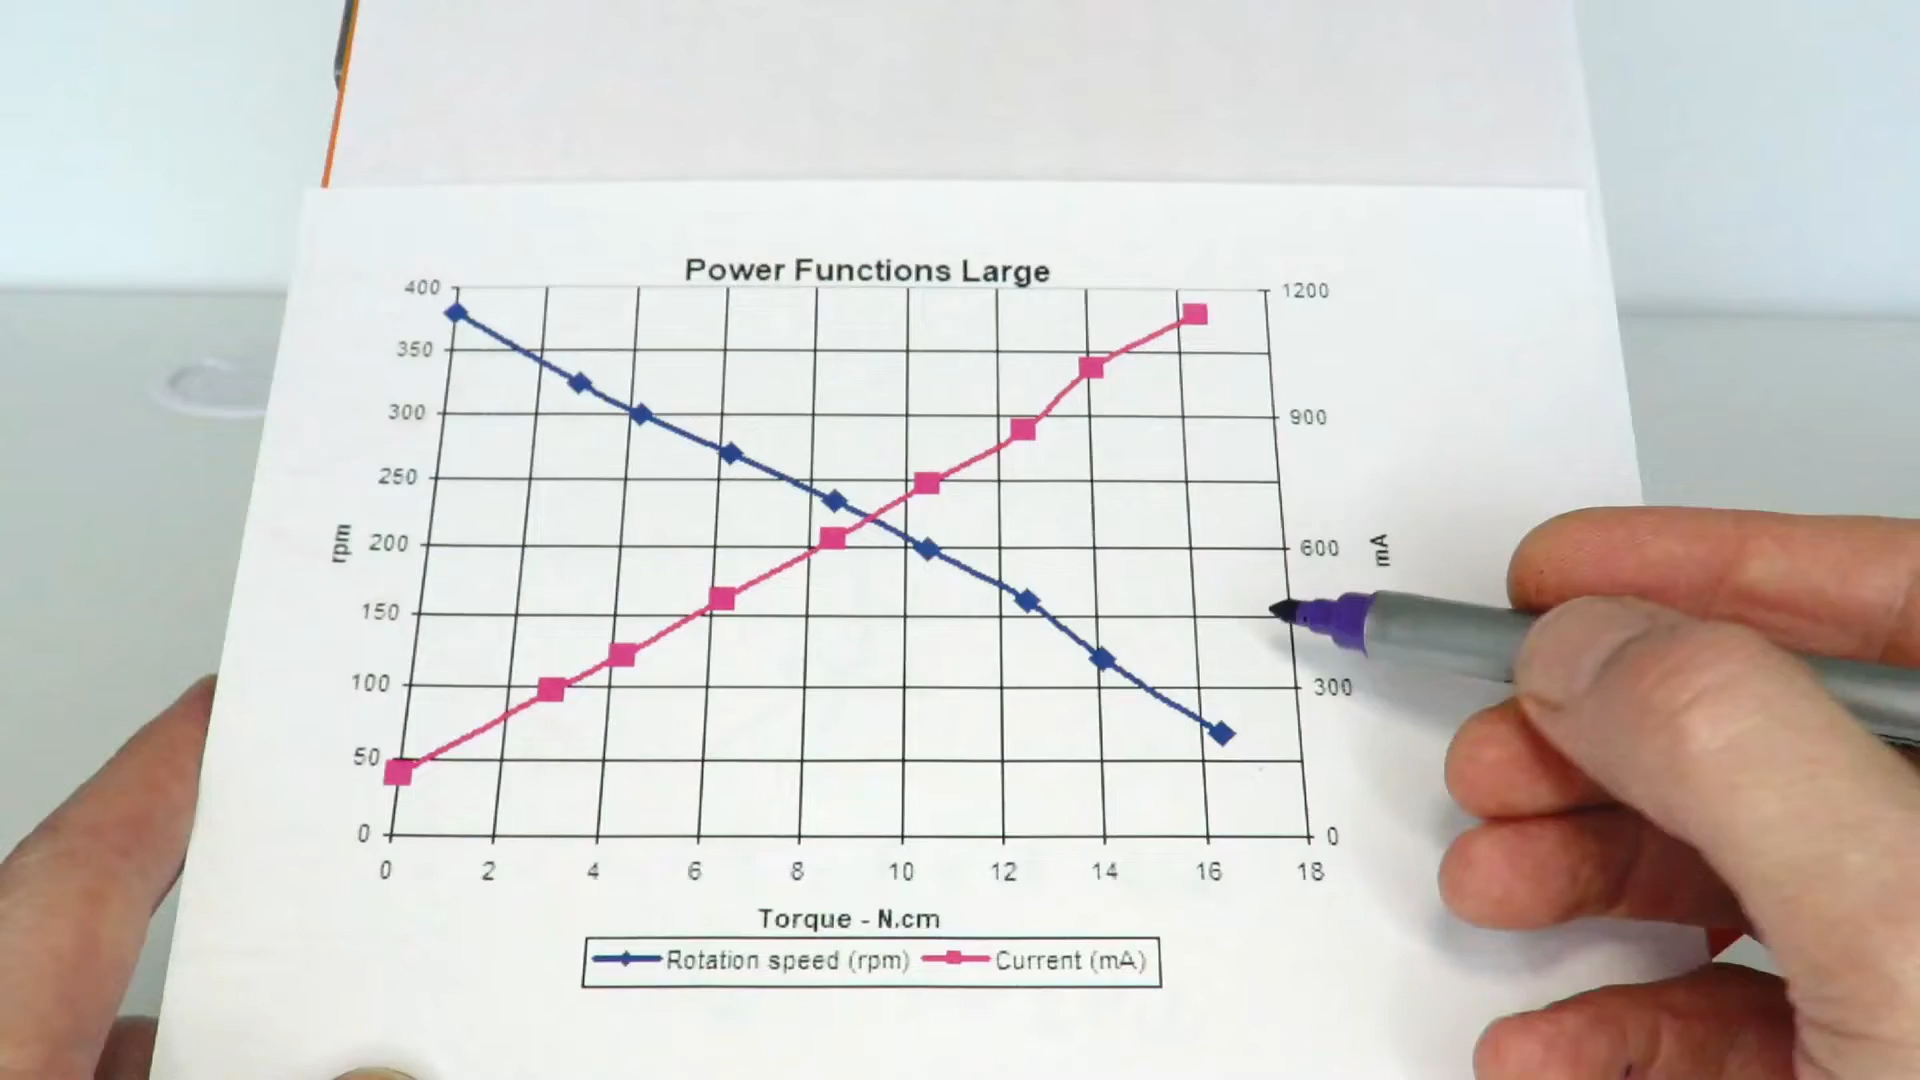 Power Functions Large
400 1200
350
300 900
250
rpm 200 600 mA
150
100 300
50
0 0
0 2 4 6 8 10 12 14 16 18
Torque - N.cm
Rotation speed (rpm) Current (mA)